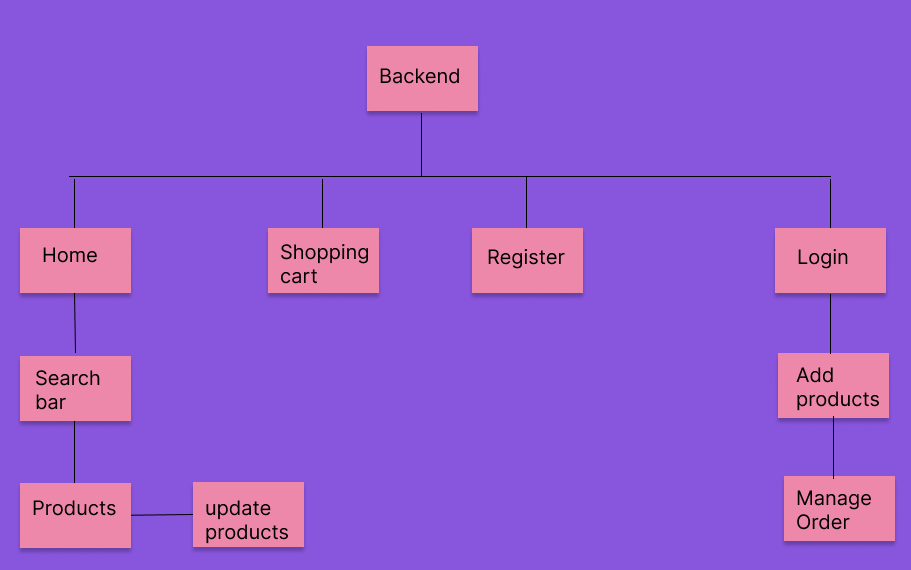 Backend
Home
Shopping
cart
Register
Login
Search
bar
Add
products
Products
update
products
Manage
Order